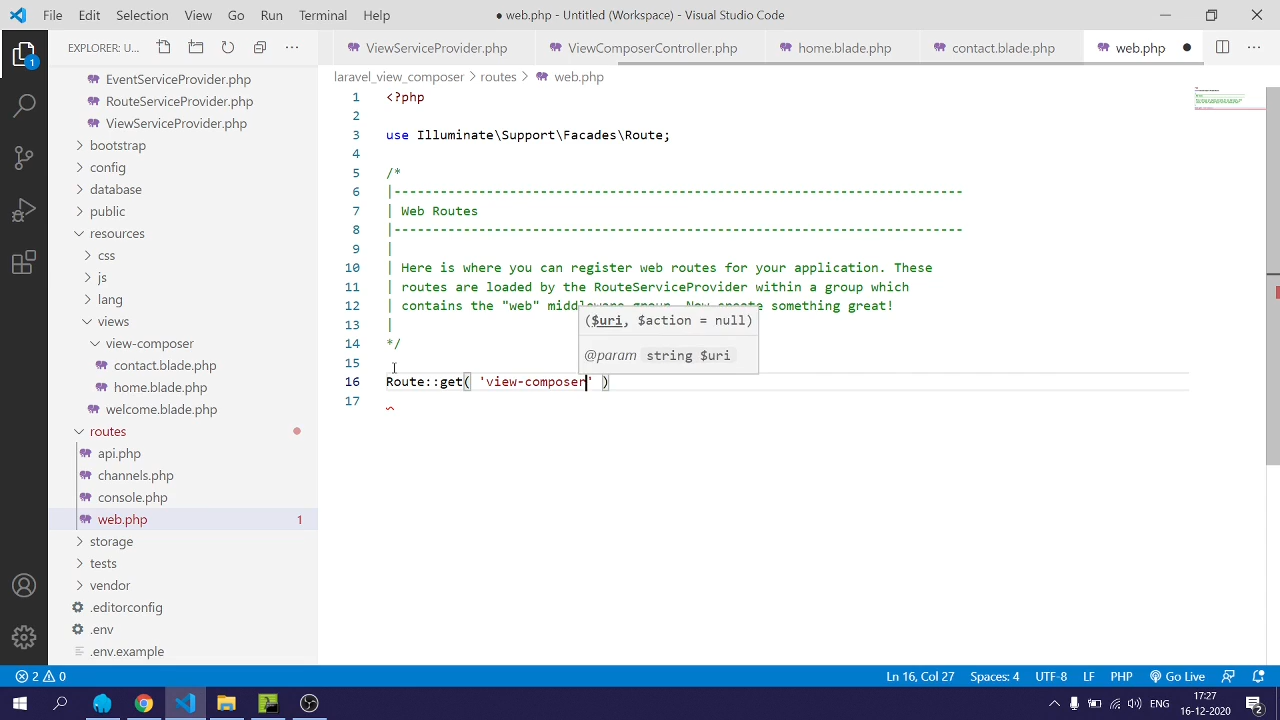 File Edit Selection View Go Run Terminal Help
● web.php - Untitled (Workspace) - Visual Studio Code
EXPLORER: U...
ViewServiceProvider.php ViewComposerController.php home.blade.php contact.blade.php web.php ●
laravel_view_composer > routes > web.php
EventServiceProvider.php
RouteServiceProvider.php
ViewServiceProvider.php
bootstrap
config
database
public
resources
css
js
lang
views
view-composer
contact.blade.php
home.blade.php
welcome.blade.php
routes
api.php
channels.php
console.php
web.php 1
storage
tests
vendor
.editorconfig
.env
.env.example
1 <?php
2
3 use Illuminate\Support\Facades\Route;
4
5 /*
6 |--------------------------------------------------------------------------
7 | Web Routes
8 |--------------------------------------------------------------------------
9 |
10 | Here is where you can register web routes for your application. These
11 | routes are loaded by the RouteServiceProvider within a group which
12 | contains the "web" middleware group. Now create something great!
13 |
14 */
15
16 Route::get( 'view-composer' )
17
($uri, $action = null)
@param string $uri
1
2 0
Ln 16, Col 27 Spaces: 4 UTF-8 LF PHP Go Live
ENG 17:27
16-12-2020
2